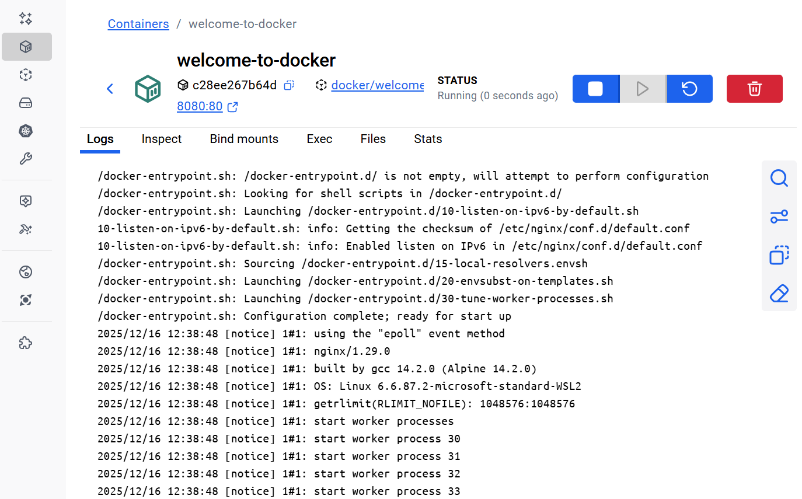 Containers / welcome-to-docker
welcome-to-docker
c28ee267b64d docker/welcome
8080:80
STATUS
Running (0 seconds ago)
Logs Inspect Bind mounts Exec Files Stats
/docker-entrypoint.sh: /docker-entrypoint.d/ is not empty, will attempt to perform configuration
/docker-entrypoint.sh: Looking for shell scripts in /docker-entrypoint.d/
/docker-entrypoint.sh: Launching /docker-entrypoint.d/10-listen-on-ipv6-by-default.sh
10-listen-on-ipv6-by-default.sh: info: Getting the checksum of /etc/nginx/conf.d/default.conf
10-listen-on-ipv6-by-default.sh: info: Enabled listen on IPv6 in /etc/nginx/conf.d/default.conf
/docker-entrypoint.sh: Sourcing /docker-entrypoint.d/15-local-resolvers.envsh
/docker-entrypoint.sh: Launching /docker-entrypoint.d/20-envsubst-on-templates.sh
/docker-entrypoint.sh: Launching /docker-entrypoint.d/30-tune-worker-processes.sh
/docker-entrypoint.sh: Configuration complete; ready for start up
2025/12/16 12:38:48 [notice] 1#1: using the "epoll" event method
2025/12/16 12:38:48 [notice] 1#1: nginx/1.29.0
2025/12/16 12:38:48 [notice] 1#1: built by gcc 14.2.0 (Alpine 14.2.0)
2025/12/16 12:38:48 [notice] 1#1: OS: Linux 6.6.87.2-microsoft-standard-WSL2
2025/12/16 12:38:48 [notice] 1#1: getrlimit(RLIMIT_NOFILE): 1048576:1048576
2025/12/16 12:38:48 [notice] 1#1: start worker processes
2025/12/16 12:38:48 [notice] 1#1: start worker process 30
2025/12/16 12:38:48 [notice] 1#1: start worker process 31
2025/12/16 12:38:48 [notice] 1#1: start worker process 32
2025/12/16 12:38:48 [notice] 1#1: start worker process 33